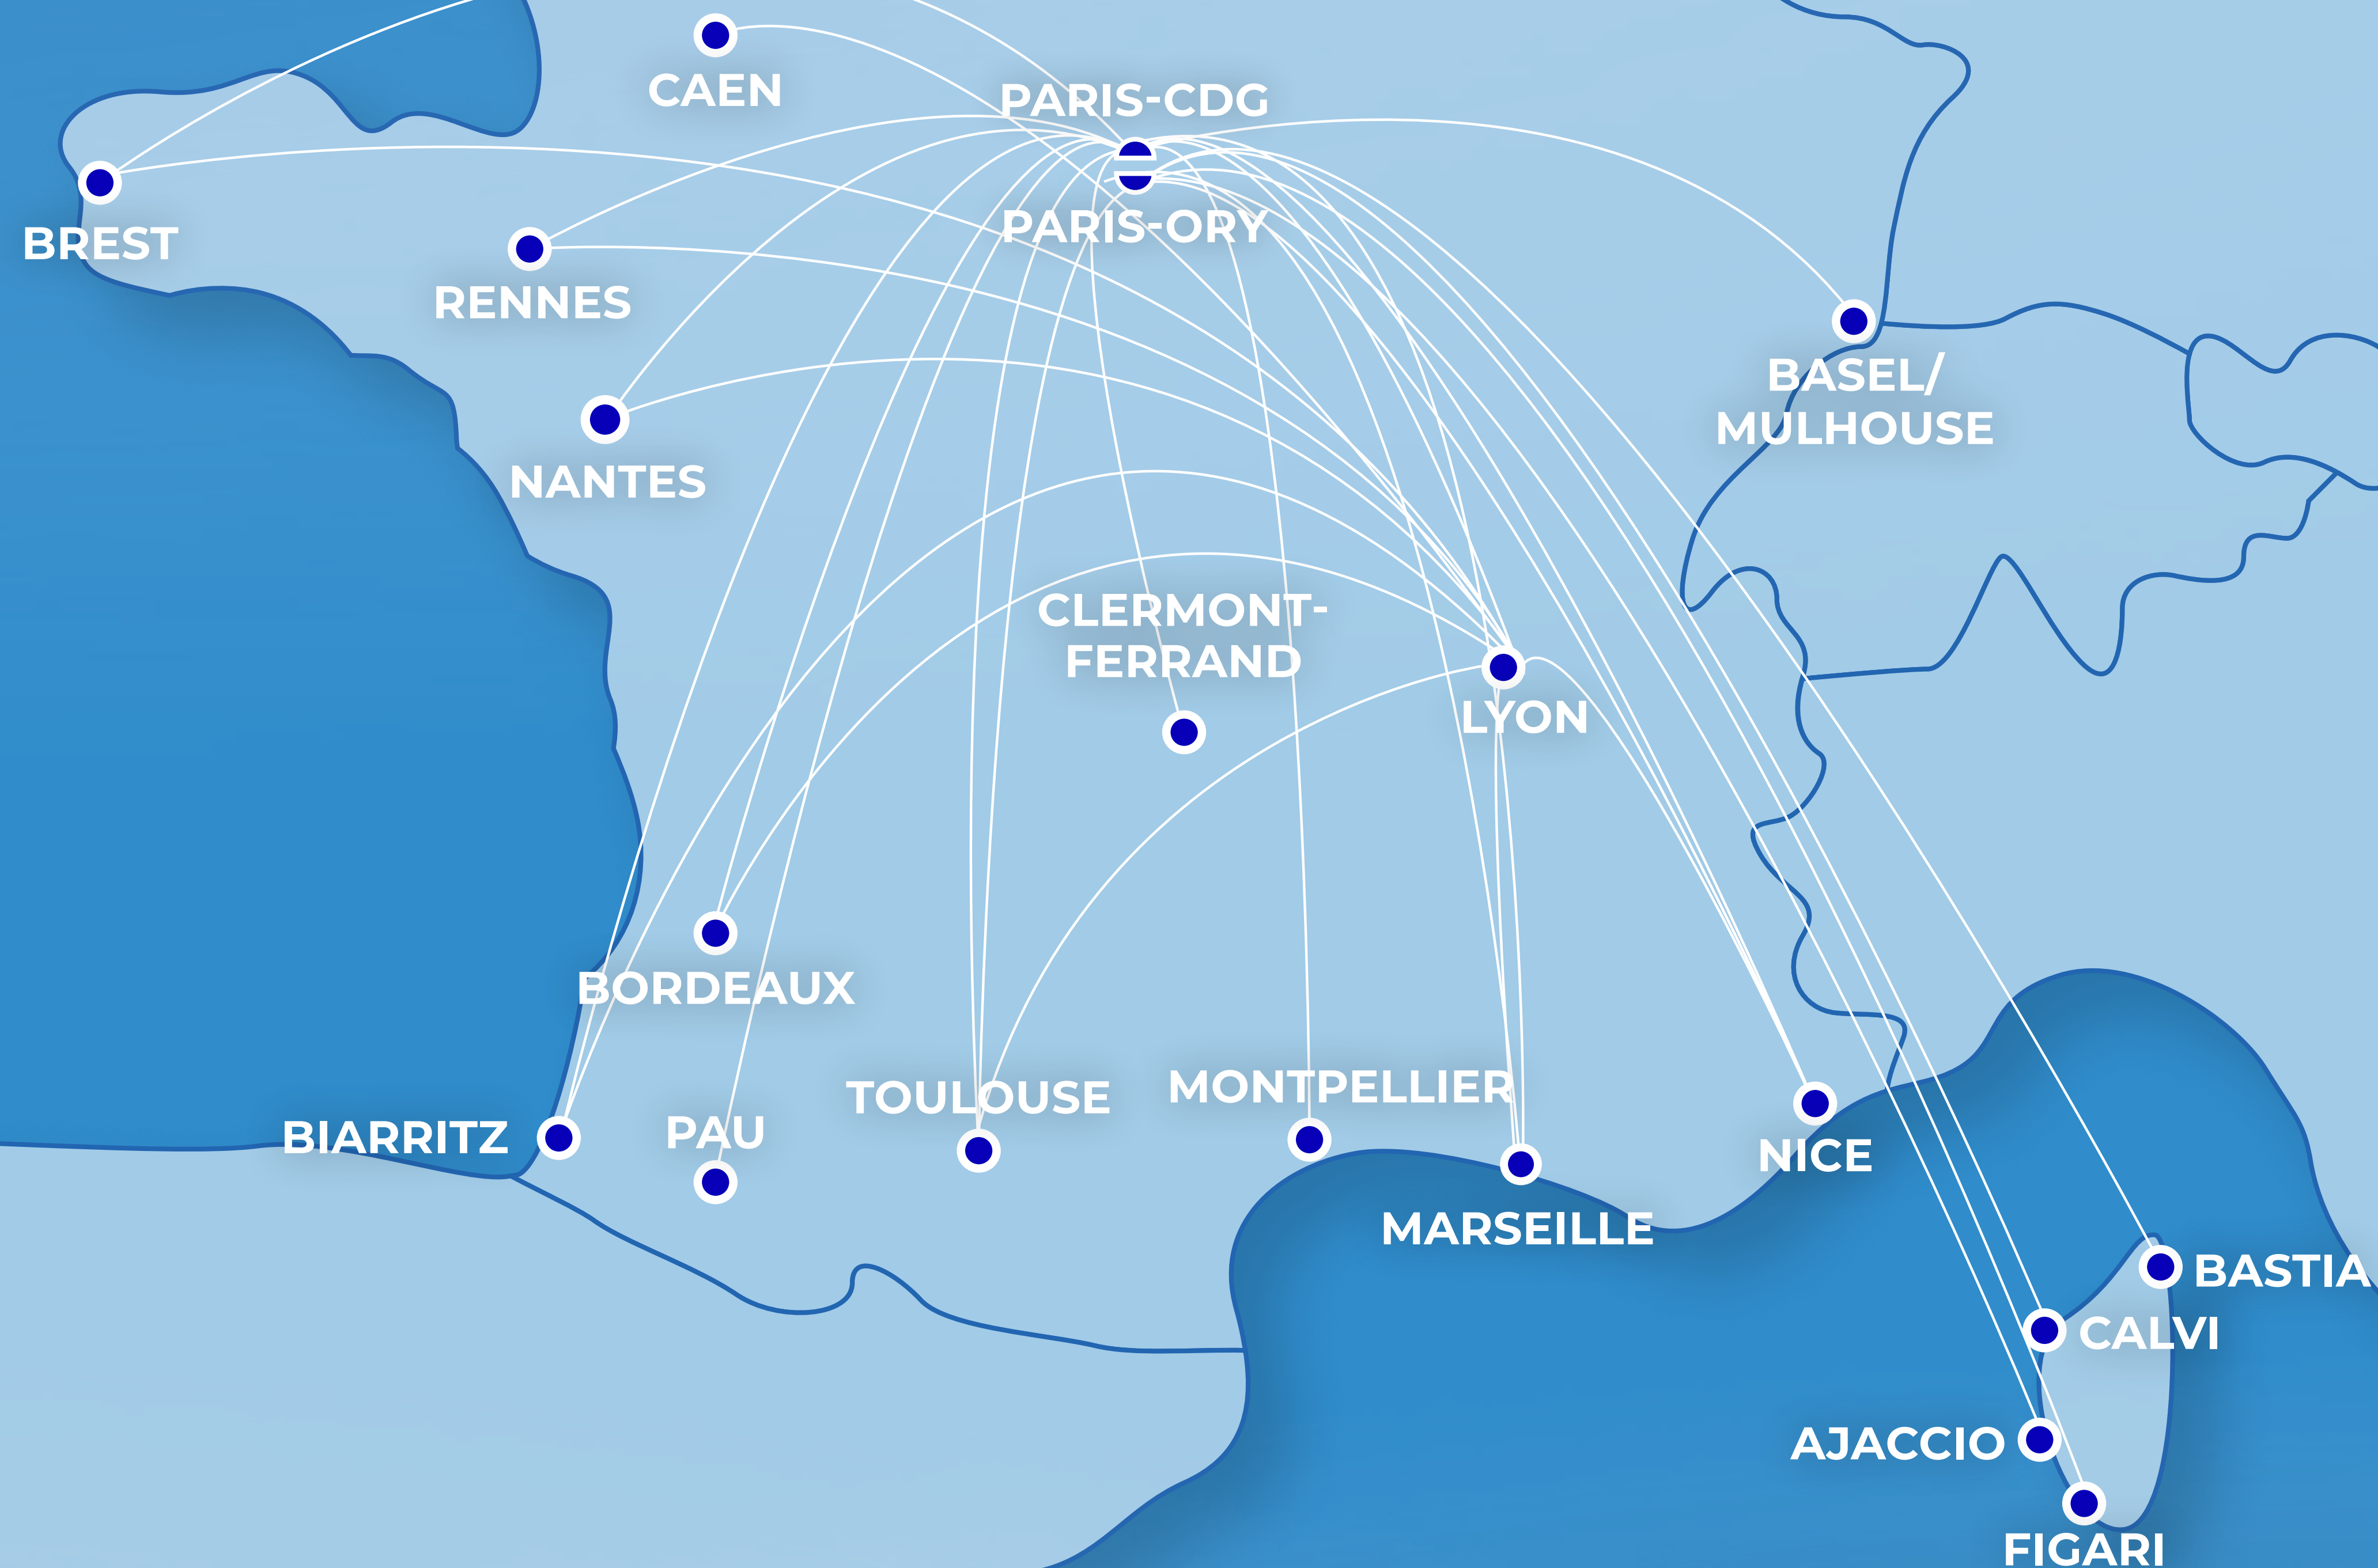 CAEN
PARIS-CDG
PARIS-ORY
BREST
RENNES
BASEL/
MULHOUSE
NANTES
CLERMONT-
FERRAND
LYON
BORDEAUX
TOULOUSE
MONTPELLIER
BIARRITZ
PAU
NICE
MARSEILLE
BASTIA
CALVI
AJACCIO
FIGARI